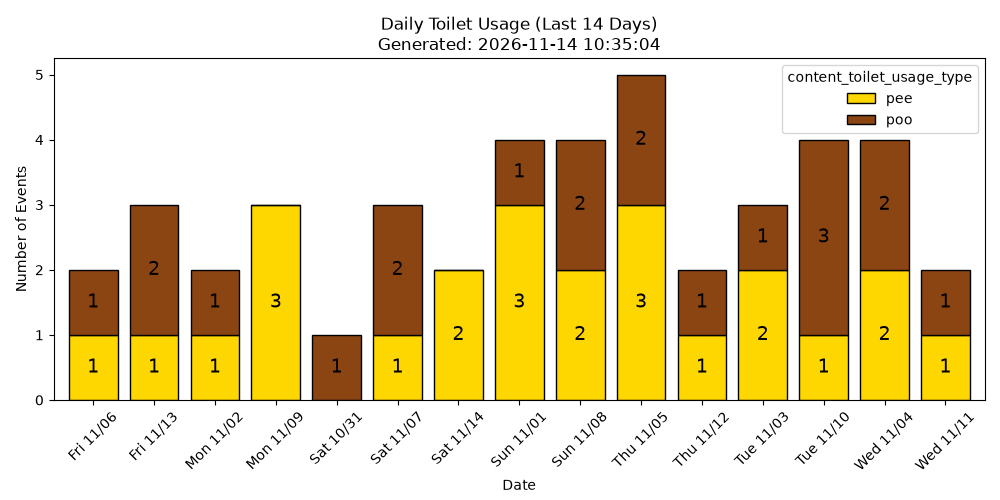 Daily Toilet Usage (Last 14 Days)
Generated: 2026-11-14 10:35:04
content_toilet_usage_type
pee
poo
Number of Events
5
4
3
2
1
0
1 2 1 3 1 2 2 1 2 2 1 1 3 2 1
1 1 1 1 3 2 3 1 2 1 2 1
Fri 11/06
Fri 11/13
Mon 11/02
Mon 11/09
Sat 10/31
Sat 11/07
Sat 11/14
Sun 11/01
Sun 11/08
Thu 11/05
Thu 11/12
Tue 11/03
Tue 11/10
Wed 11/04
Wed 11/11
Date